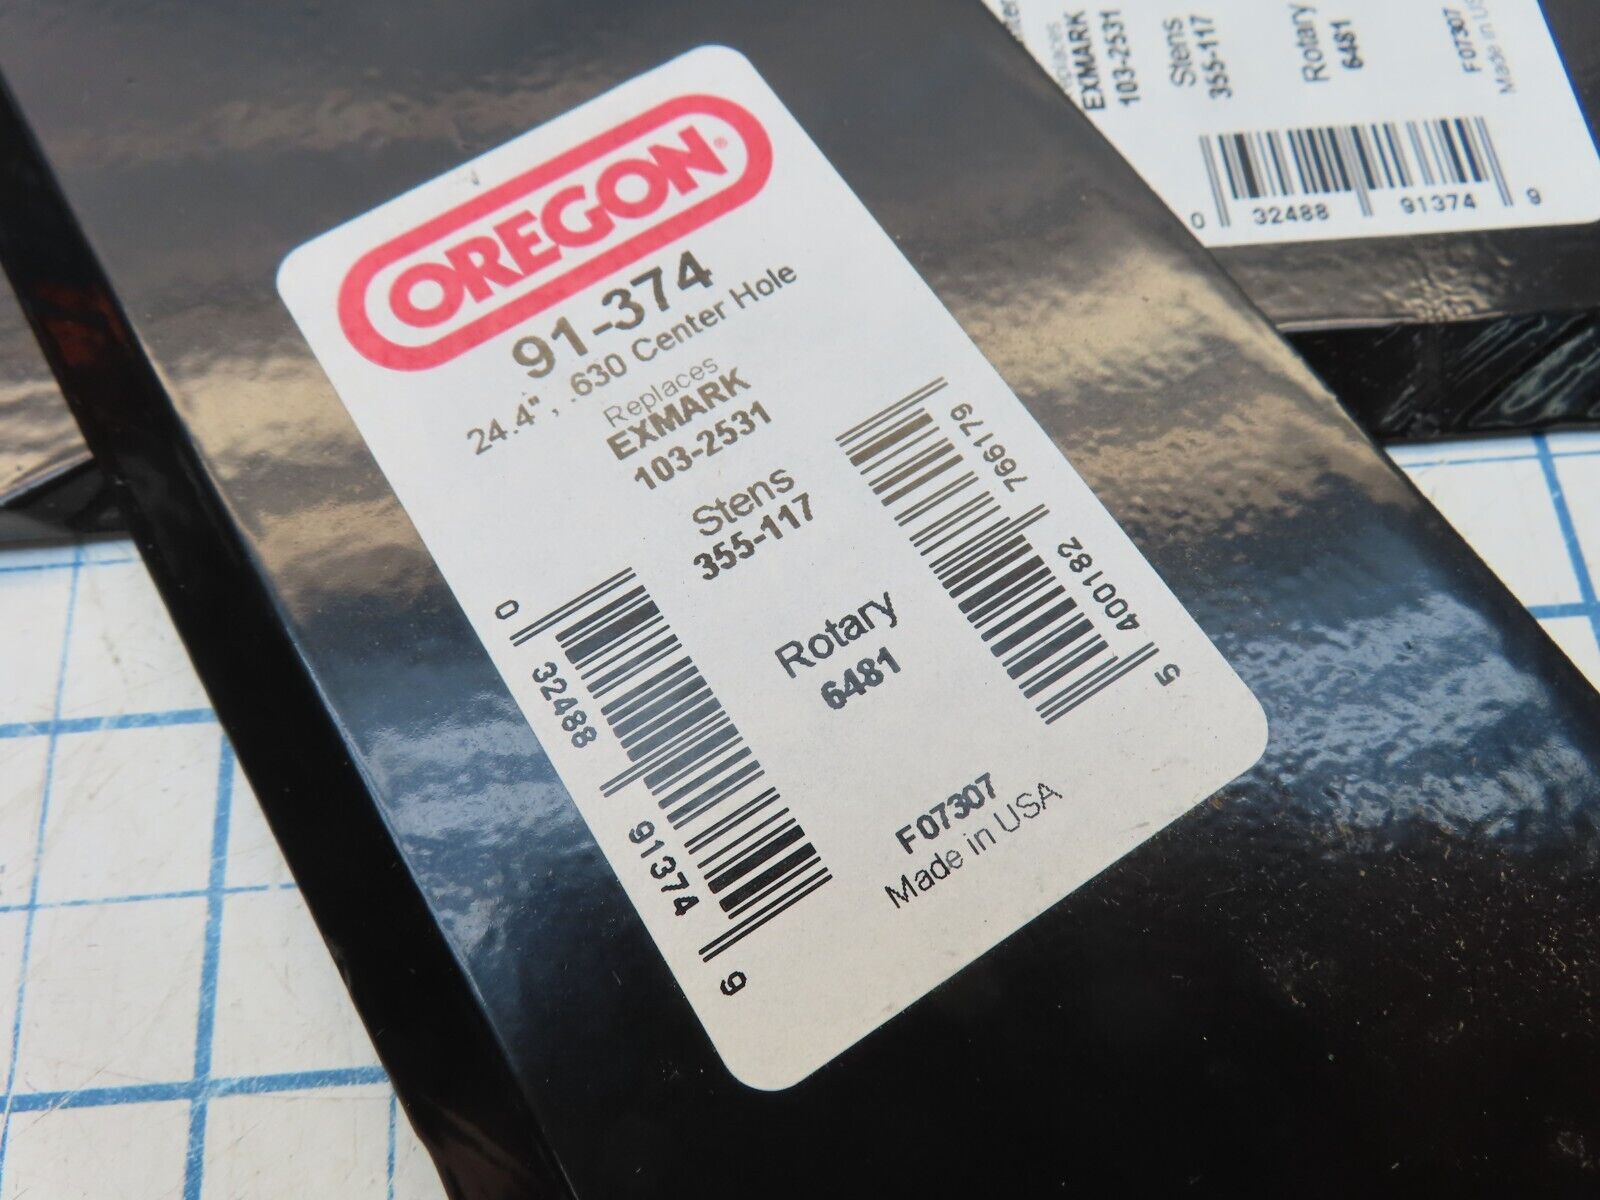 OREGON®
91-374
24.4", .630 Center Hole
Replaces
EXMARK
103-2531
Stens
355-117
Rotary
6481
0 32488 91374 9
5 400182 766179
F07307
Made in USA
EXMARK
103-2531
Stens
355-117
Rotary
6481
F07307
Made in
0 32488 91374 9